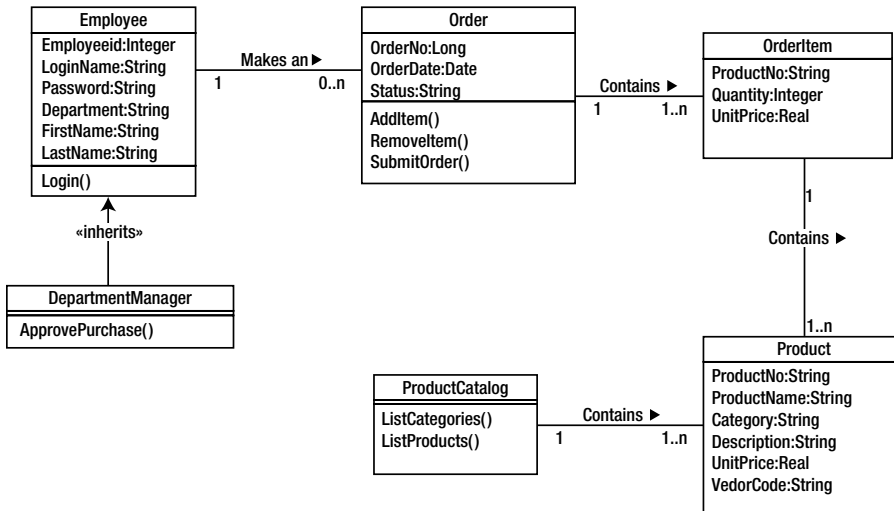 Employee
Employeeid:Integer
LoginName:String
Password:String
Department:String
FirstName:String
LastName:String
Login()
Makes an ▶
1
0..n
Order
OrderNo:Long
OrderDate:Date
Status:String
AddItem()
RemoveItem()
SubmitOrder()
Contains ▶
1
1..n
OrderItem
ProductNo:String
Quantity:Integer
UnitPrice:Real
1
Contains ▶
1..n
«inherits»
DepartmentManager
ApprovePurchase()
ProductCatalog
ListCategories()
ListProducts()
Contains ▶
1
1..n
Product
ProductNo:String
ProductName:String
Category:String
Description:String
UnitPrice:Real
VedorCode:String